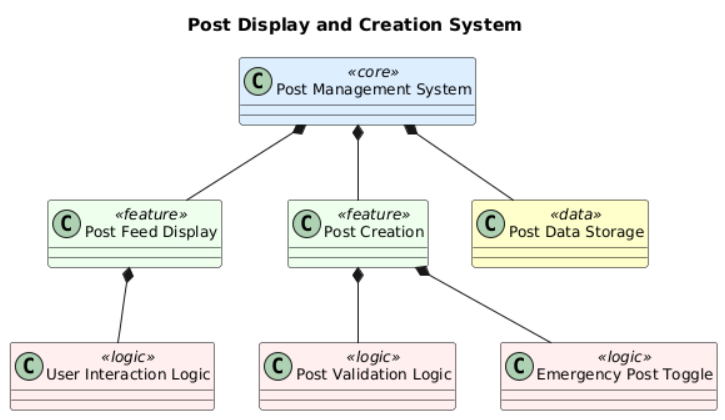 Post Display and Creation System
«core»
C Post Management System
«feature»
C Post Feed Display
«feature»
C Post Creation
«data»
C Post Data Storage
«logic»
C User Interaction Logic
«logic»
C Post Validation Logic
«logic»
C Emergency Post Toggle